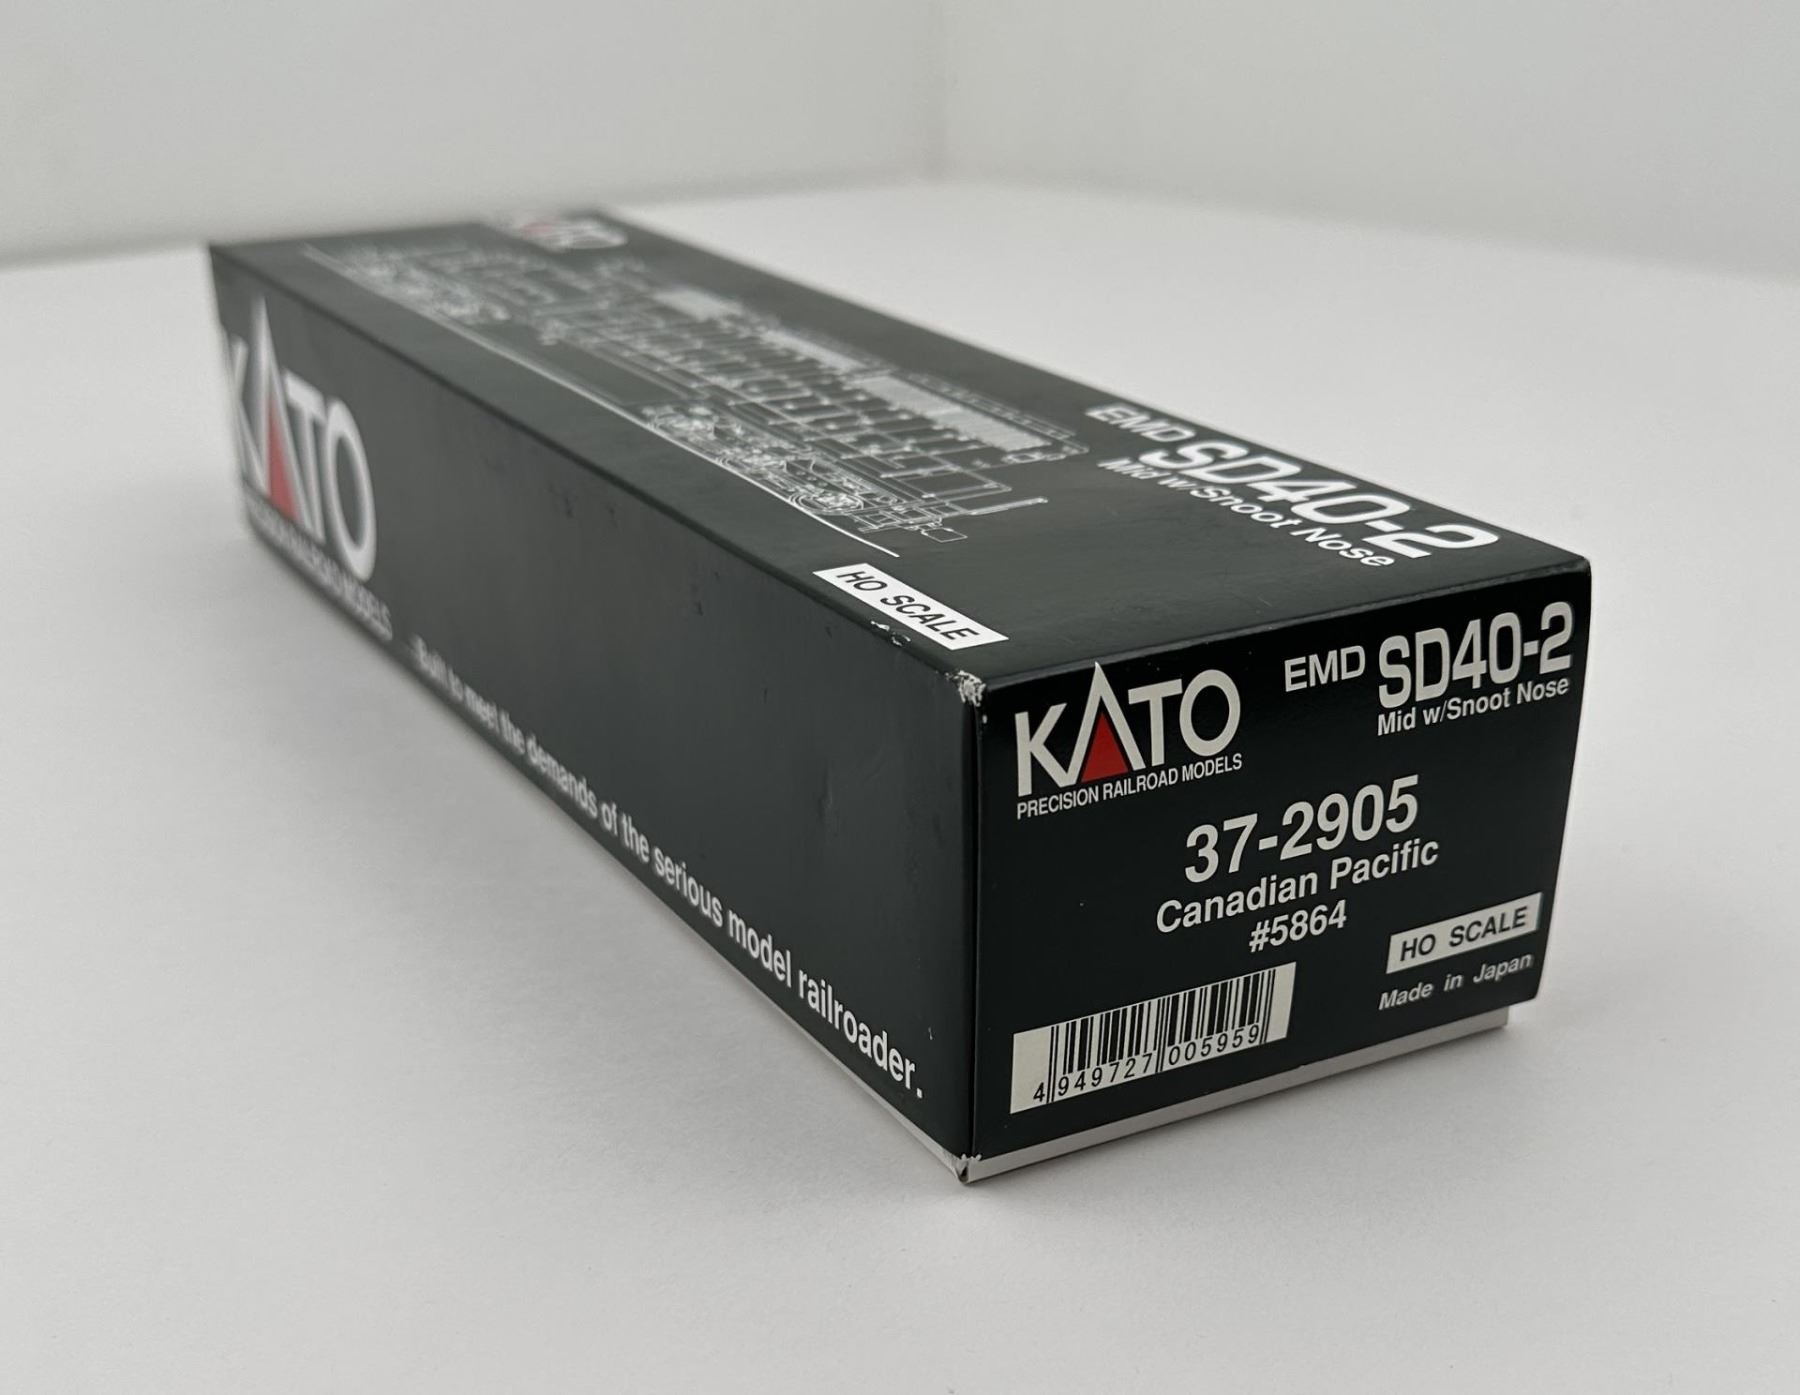 KATO
EMD SD40-2
Mid w/Snoot Nose
HO SCALE
KATO
PRECISION RAILROAD MODELS
...Built to meet the demands of the serious model railroader.
KATO
PRECISION RAILROAD MODELS
EMD SD40-2
Mid w/Snoot Nose
37-2905
Canadian Pacific
#5864
HO SCALE
Made in Japan
4 949727 005959